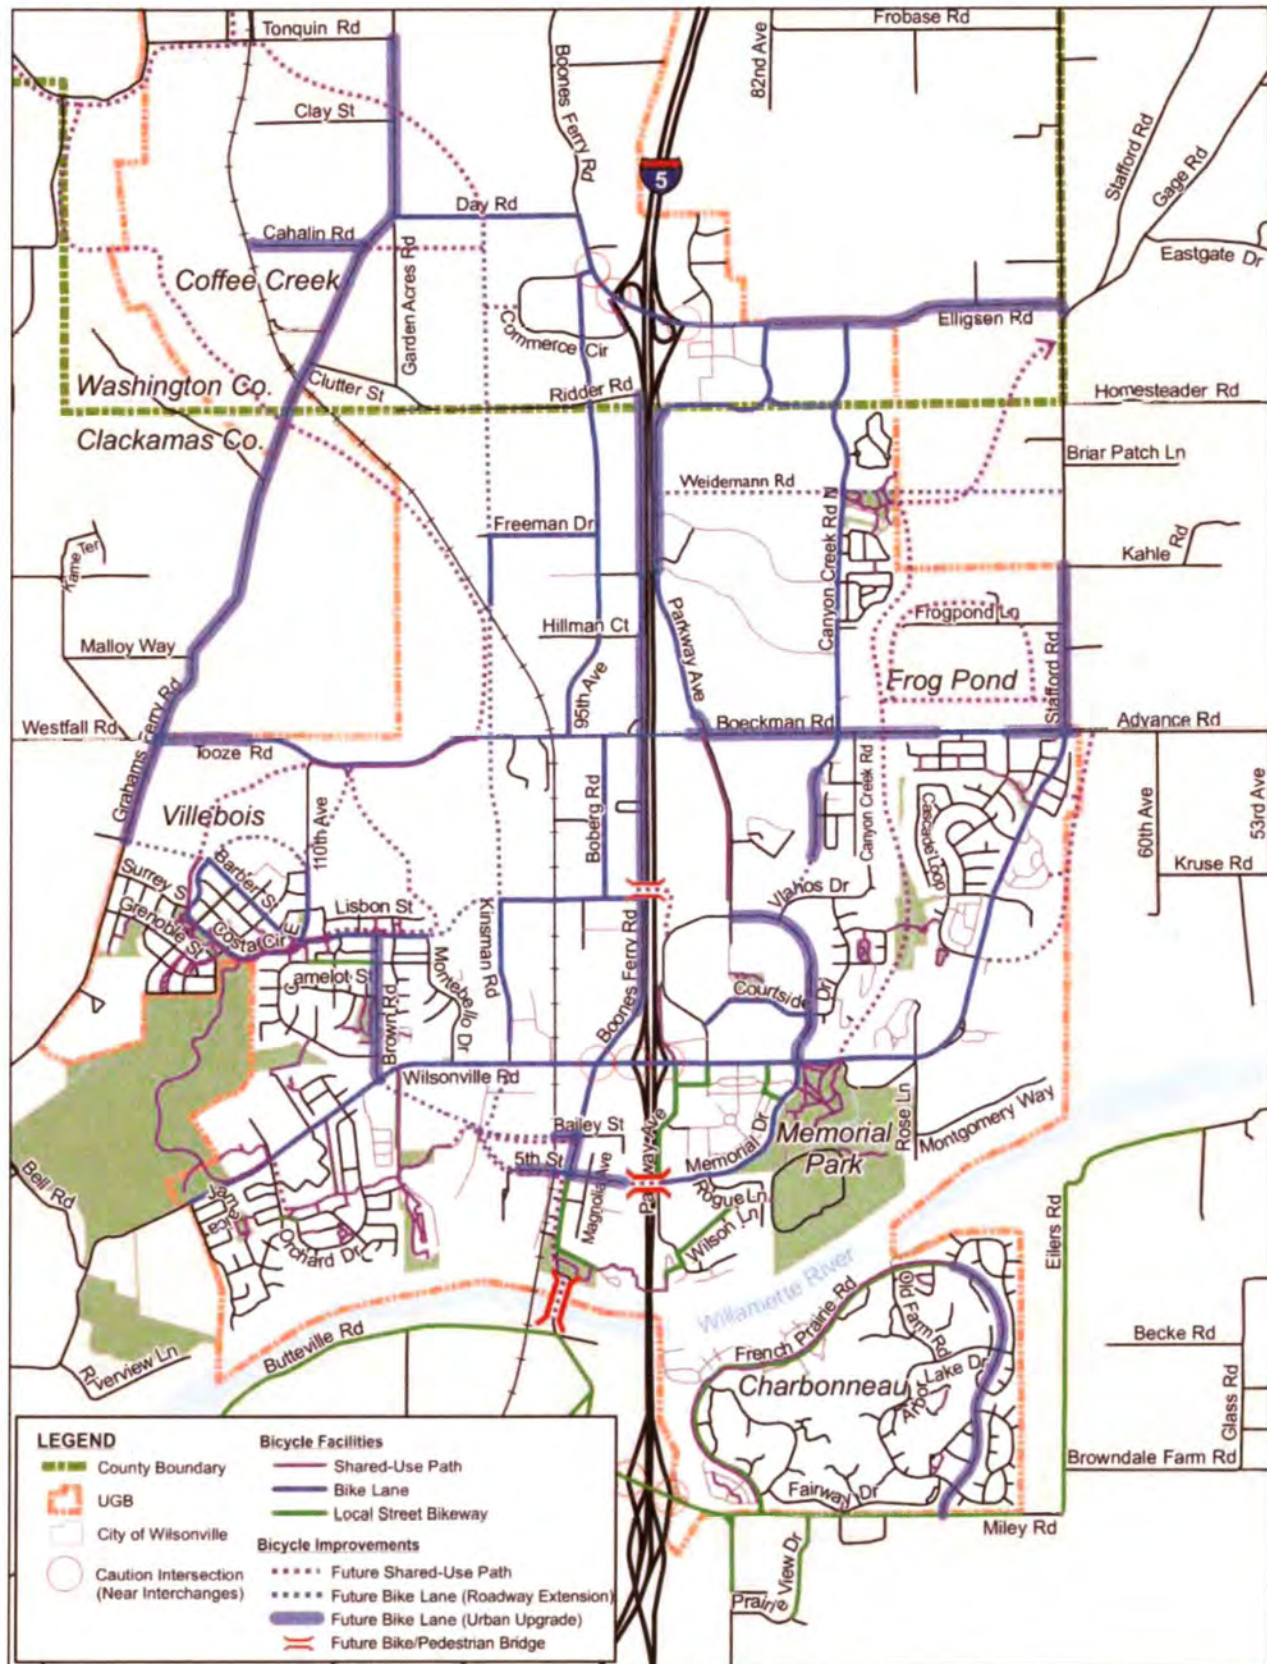 Tonquin Rd
Boones Ferry Rd
82nd Ave
Frobase Rd
Clay St
5
Stafford Rd
Gage Rd
Day Rd
Cahalin Rd
Eastgate Dr
Coffee Creek
Garden Acres Rd
Commerce Cir
Elligsen Rd
Washington Co.
Clutter St
Ridder Rd
Homesteader Rd
Clackamas Co.
Briar Patch Ln
Weidemann Rd
Canyon Creek Rd N
Freeman Dr
Kame Ter
Kahle Rd
Hillman Ct
Frogpond Ln
Malloy Way
95th Ave
Parkway Ave
Frog Pond
Stafford Rd
Westfall Rd
Grahams Ferry Rd
Tooze Rd
Boeckman Rd
Advance Rd
Villebois
110th Ave
Boberg Rd
Canyon Creek Rd
Cascade Loop
60th Ave
53rd Ave
Kruse Rd
Surrey S
Barber St
Vlahos Dr
Grenoble St
Costa Cir E
Lisbon St
Kinsman Rd
Boones Ferry Rd
amelot St
Montebello Dr
Courtside Dr
Brown Rd
Wilsonville Rd
Rose Ln
Montgomery Way
Bailey St
Memorial Dr
Memorial
Park
5th St
Magnolia Ave
Pa way Ave
Rogue Ln
Wilson Ln
Bell Rd
Jamaica
Orchard Dr
Eilers Rd
Willamette River
Butteville Rd
R verview Ln
French Prairie Rd
Old Farm Rd
Becke Rd
Charbonneau
Arbor Lake Dr
Glass Rd
Browndale Farm Rd
Fairway Dr
Miley Rd
Prairie View Dr
LEGEND
County Boundary
UGB
City of Wilsonville
Caution Intersection
(Near Interchanges)
Bicycle Facilities
Shared-Use Path
Bike Lane
Local Street Bikeway
Bicycle Improvements
Future Shared-Use Path
Future Bike Lane (Roadway Extension)
Future Bike Lane (Urban Upgrade)
Future Bike/Pedestrian Bridge